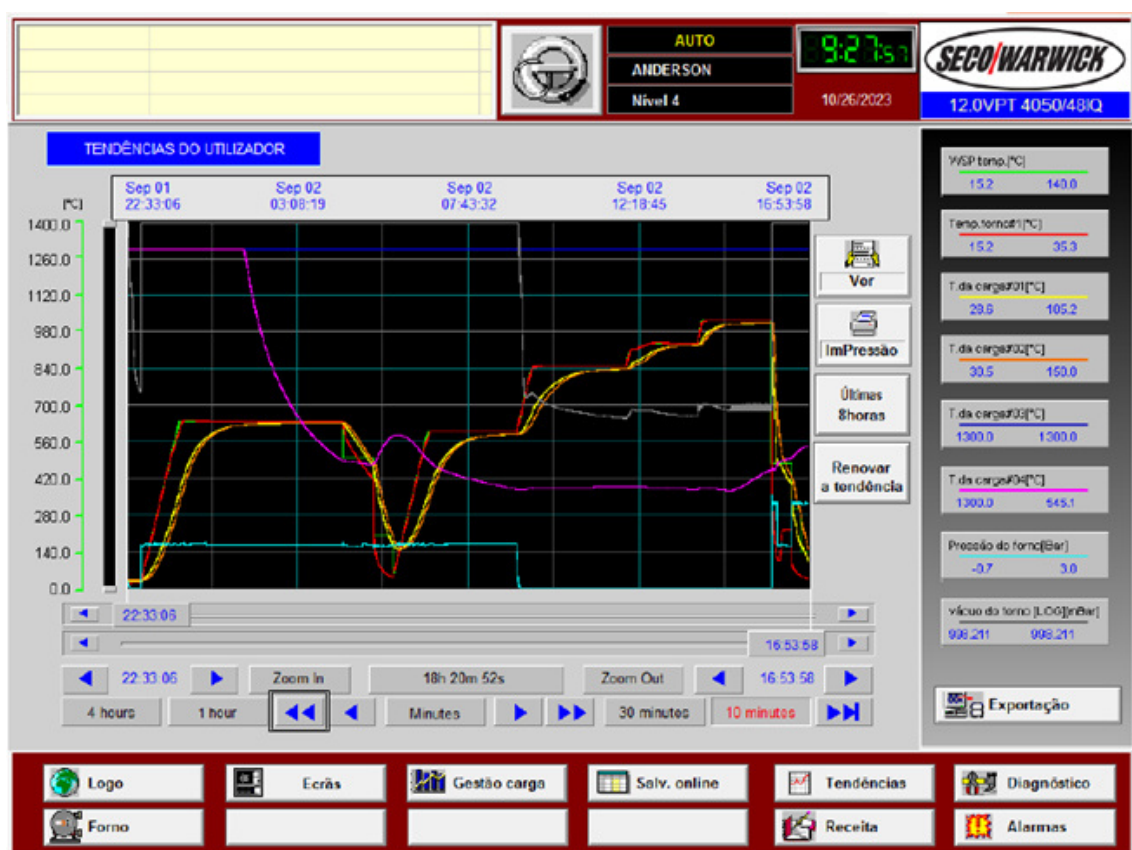 AUTO
ANDERSON
Nível 4
9:27:57
10/26/2023
SECO/WARWICK
12.0VPT 4050/48IQ
TENDÊNCIAS DO UTILIZADOR
Sep 01 Sep 02 Sep 02 Sep 02 Sep 02
22:33:06 03:08:19 07:43:32 12:18:45 16:53:58
[°C]
1400.0
1260.0
1120.0
980.0
840.0
700.0
560.0
420.0
280.0
140.0
0.0
Ver
ImPressão
Últimas
8horas
Renovar
a tendência
WSP temp.[°C]
15.2 140.0
Temp.forno#1[°C]
15.2 35.3
T.da carga#01[°C]
29.6 105.2
T.da carga#02[°C]
30.5 150.0
T.da carga#03[°C]
1300.0 1300.0
T.da carga#04[°C]
1300.0 545.1
Pressão do forno[Bar]
-0.7 3.0
vácuo do forno [LOG][mBar]
998.211 998.211
Exportação
22:33:06
16:53:58
22:33:06 Zoom In 18h 20m 52s Zoom Out 16:53:58
4 hours 1 hour Minutes 30 minutes 10 minutes
Logo Ecrãs Gestão carga Salv. online Tendências Diagnóstico
Forno Receita Alarmas